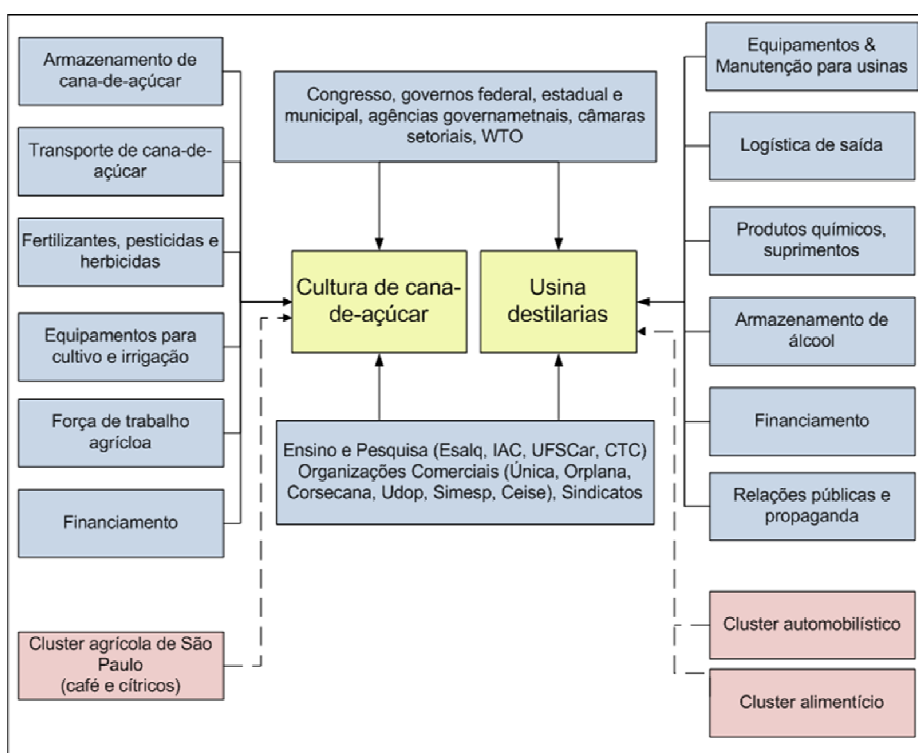 Armazenamento de
cana-de-açúcar
Transporte de cana-de-
açúcar
Fertilizantes, pesticidas e
herbicidas
Equipamentos para
cultivo e irrigação
Força de trabalho
agrícloa
Financiamento
Cluster agrícola de São
Paulo
(café e cítricos)
Congresso, governos federal, estadual e
municipal, agências governametnais, câmaras
setoriais, WTO
Cultura de cana-
de-açúcar
Usina
destilarias
Ensino e Pesquisa (Esalq, IAC, UFSCar, CTC)
Organizações Comerciais (Única, Orplana,
Corsecana, Udop, Simesp, Ceise), Sindicatos
Equipamentos &
Manutenção para usinas
Logística de saída
Produtos químicos,
suprimentos
Armazenamento de
álcool
Financiamento
Relações públicas e
propaganda
Cluster automobilístico
Cluster alimentício